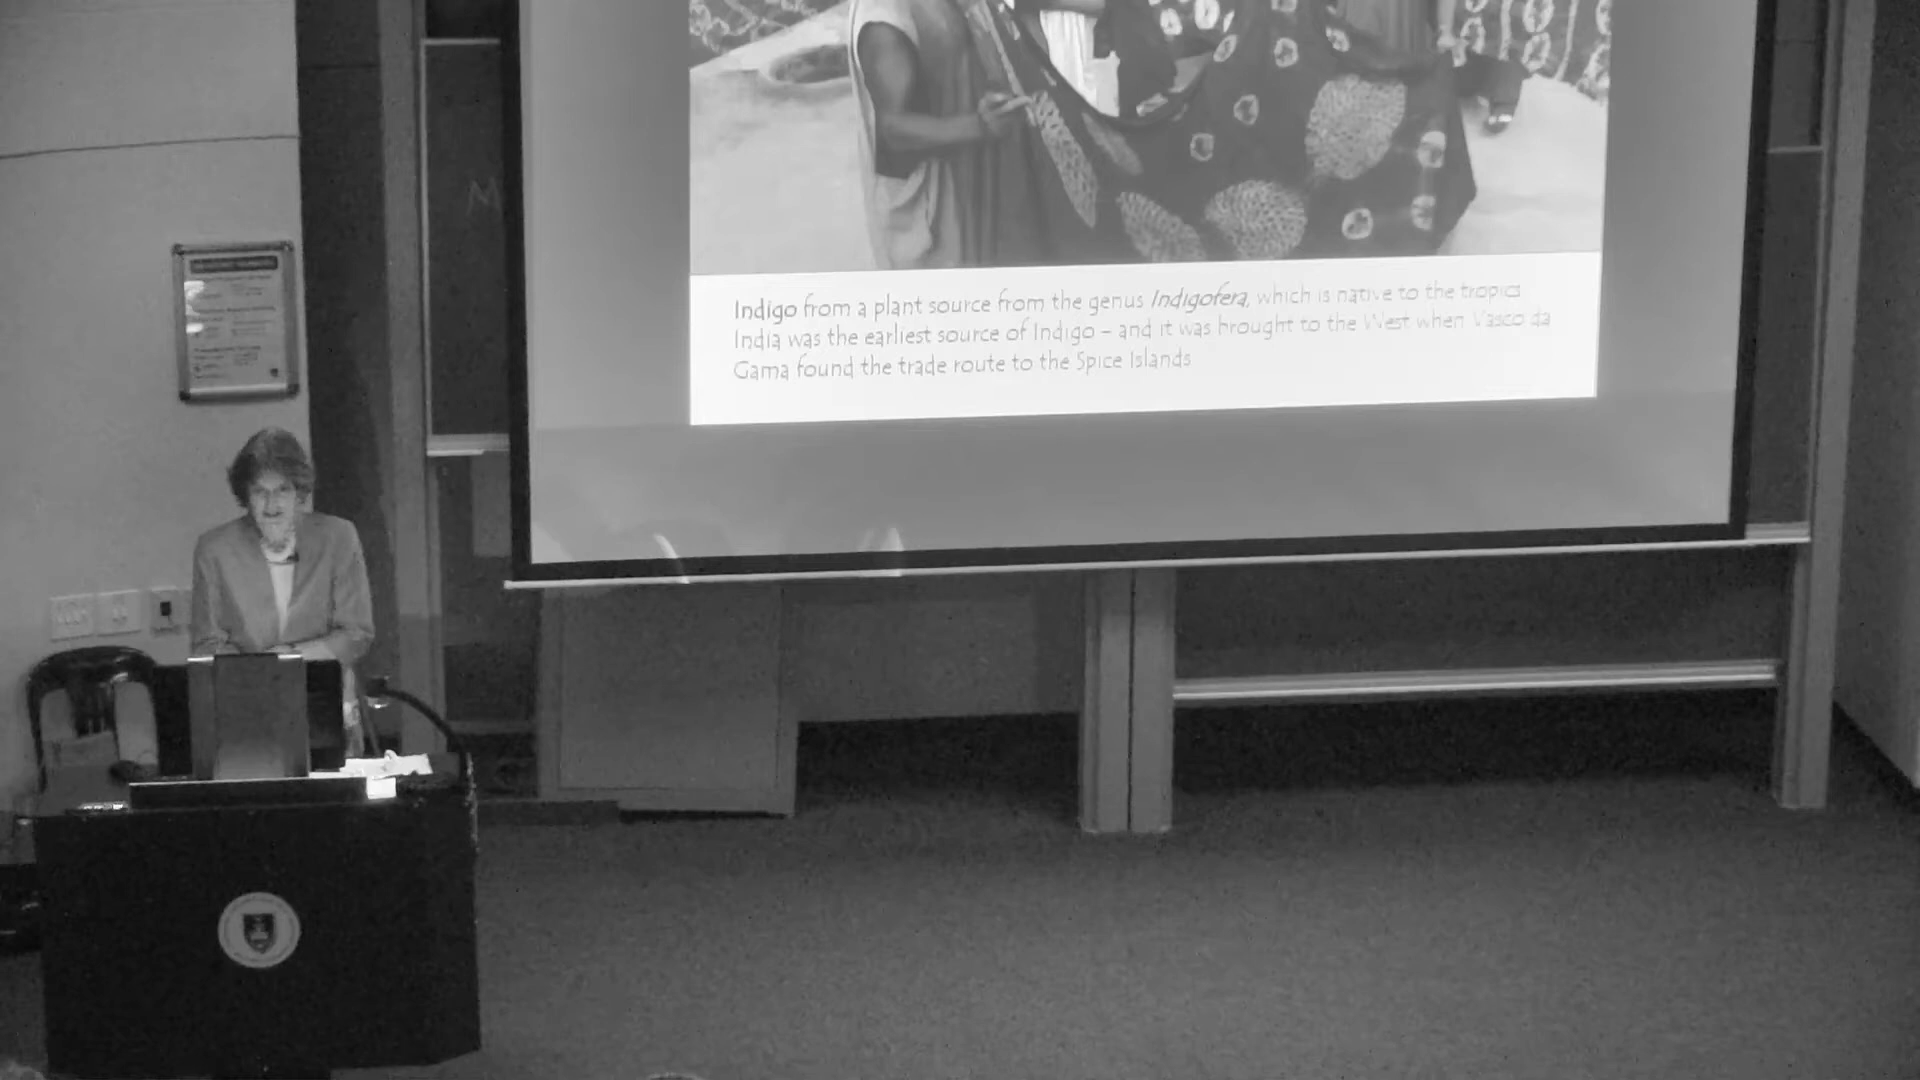 Indigo from a plant source from the genus Indigofera, which is native to the tropics
India was the earliest source of Indigo – and it was brought to the West when Vasco da
Gama found the trade route to the Spice Islands